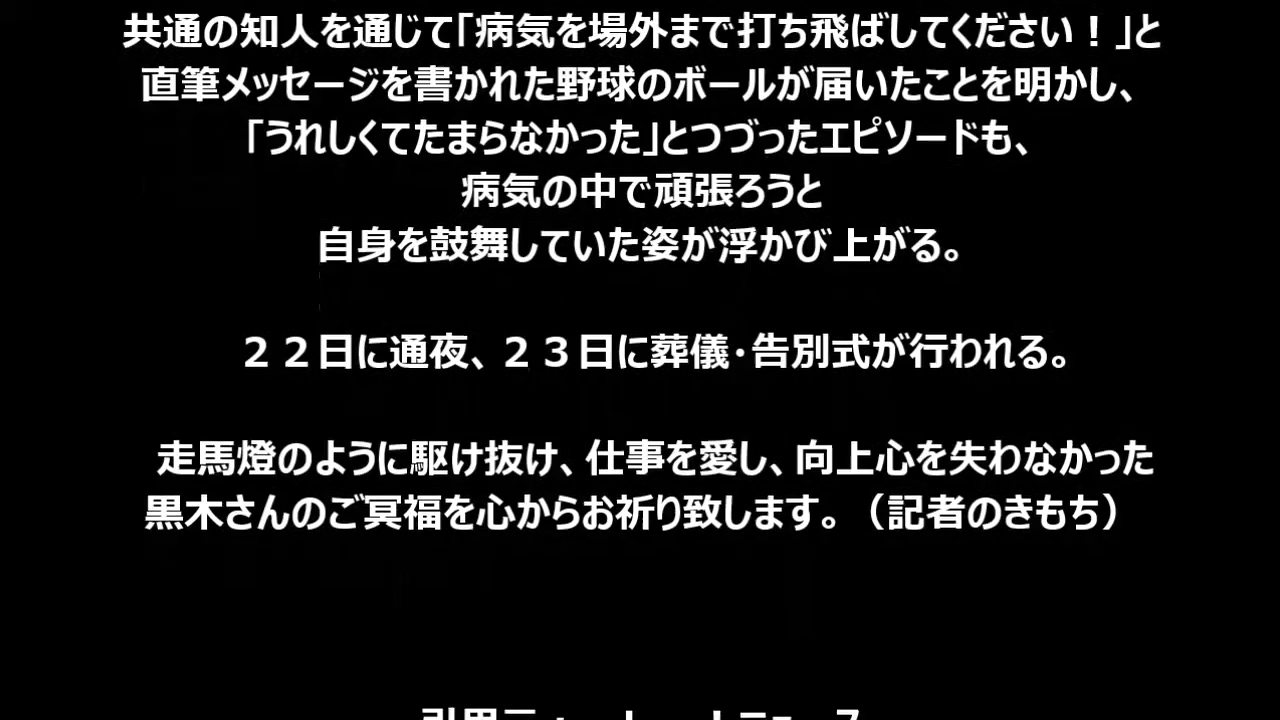 共通の知人を通じて「病気を場外まで打ち飛ばしてください！」と
直筆メッセージを書かれた野球のボールが届いたことを明かし、
「うれしくてたまらなかった」とつづったエピソードも、
病気の中で頑張ろうと
自身を鼓舞していた姿が浮かび上がる。
２２日に通夜、２３日に葬儀・告別式が行われる。
走馬燈のように駆け抜け、仕事を愛し、向上心を失わなかった
黒木さんのご冥福を心からお祈り致します。（記者のきもち）